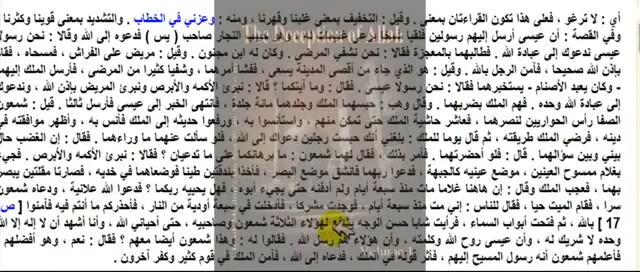 أي : لا ترغو ، فعلى هذا تكون القراءتان بمعنى . وقيل : التخفيف بمعنى غلبنا وقهرنا ، ومنه : وعزني في الخطاب . والتشديد بمعنى قوينا وكثرنا
وفي القصة : أن عيسى أرسل إليهم رسولين فلقيا شيخا يرعى غنيمات له وهو حبيب النجار صاحب ( يس ) فدعوه إلى الله وقالا : نحن رسولا
عيسى ندعوك إلى عبادة الله . فطالبهما بالمعجزة فقالا : نحن نشفي المرضى . وكان له ابن مجنون . وقيل : مريض على الفراش ، فمسحاه ، فقام
بإذن الله صحيحا ، فآمن الرجل بالله . وقيل : هو الذي جاء من أقصى المدينة يسعى ، ففشا أمرهما ، وشفيا كثيرا من المرضى ، فأرسل الملك إليهما
- وكان يعبد الأصنام - يستخبرهما فقالا : نحن رسولا عيسى . فقال : وما آيتكما ؟ قالا : نبرئ الأكمه والأبرص ونبرئ المريض بإذن الله ، وندعوك
إلى عبادة الله وحده . فهم الملك بضربهما . وقال وهب : حبسهما الملك وجلدهما مائة جلدة ، فانتهى الخبر إلى عيسى فأرسل ثالثا . قيل : شمعون
الصفا رأس الحواريين لنصرهما ، فعاشر حاشية الملك حتى تمكن منهم ، واستأنسوا به ، ورفعوا حديثه إلى الملك فأنس به ، وأظهر موافقته في
دينه ، فرضي الملك طريقته ، ثم قال يوما للملك : بلغني أنك حبست رجلين دعواك إلى الله ، فلو سألت عنهما ما وراءهما . فقال : إن الغضب حال
بيني وبين سؤالهما . قال : فلو أحضرتهما . فأمر بذلك ، فقال لهما شمعون : ما برهانكما على ما تدعيان ؟ فقالا : نبرئ الأكمه والأبرص . فجيء
بغلام ممسوح العينين ، موضع عينيه كالجبهة ، فدعوا ربهما فانشق موضع البصر ، فأخذا بندقتين طينا فوضعاهما في خديه ، فصارتا مقلتين يبصر
بهما ، فعجب الملك وقال : إن هاهنا غلاما مات منذ سبعة أيام ولم أدفنه حتى يجيء أبوه ، فهل يحييه ربكما ؟ فدعوا الله علانية ، ودعاه شمعون
سرا ، فقام الميت حيا ، فقال للناس : إني مت منذ سبعة أيام ، فوجدت مشركا ، فأدخلت في سبعة أودية من النار ، فأحذركم ما أنتم فيه فآمنوا [ ص:
17 ] بالله ، ثم فتحت أبواب السماء ، فرأيت شابا حسن الوجه يشفع لهؤلاء الثلاثة شمعون وصاحبيه ، حتى أحياني الله ، وأنا أشهد أن لا إله إلا الله
وحده لا شريك له ، وأن عيسى روح الله وكلمته ، وأن هؤلاء هم رسل الله . فقالوا له : وهذا شمعون أيضا معهم ؟ فقال : نعم ، وهو أفضلهم .
فأعلمهم شمعون أنه رسول المسيح إليهم ، فأثر قوله في الملك ، فدعاه إلى الله ، فآمن الملك في قوم كثير وكفر آخرون .